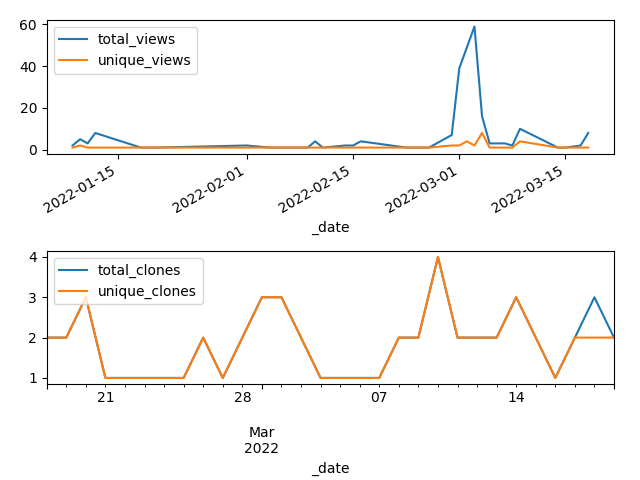 60
40
20
0
total_views
unique_views
2022-01-15
2022-02-01
2022-02-15
2022-03-01
2022-03-15
_date
4
3
2
1
total_clones
unique_clones
21
28
07
14
Mar
2022
_date